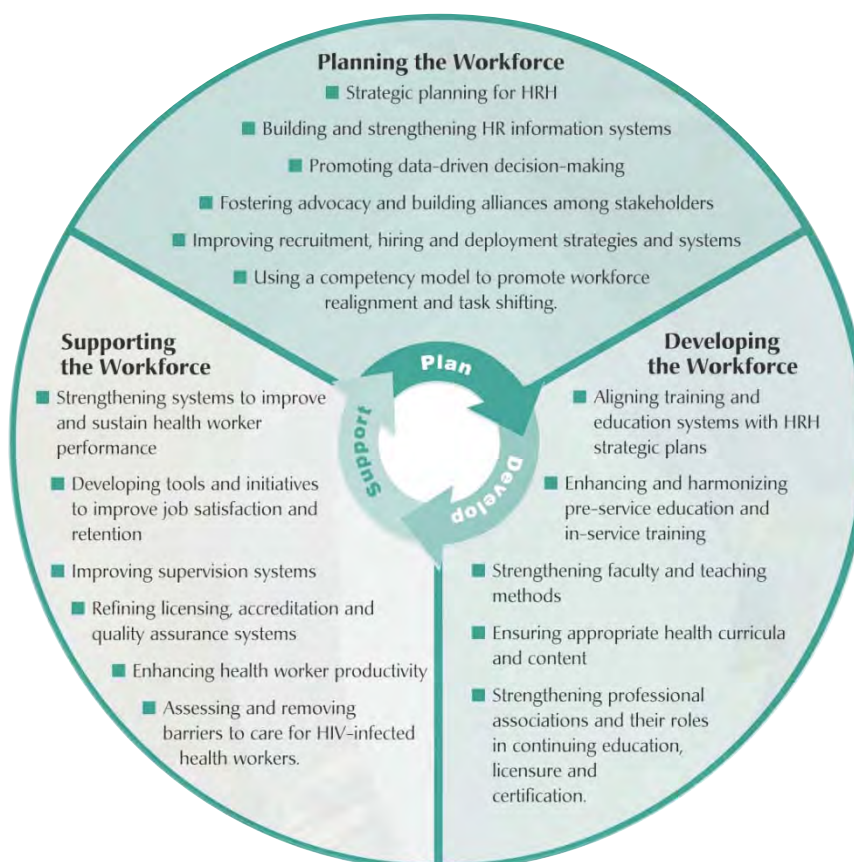 Planning the Workforce
■ Strategic planning for HRH
■ Building and strengthening HR information systems
■ Promoting data-driven decision-making
■ Fostering advocacy and building alliances among stakeholders
■ Improving recruitment, hiring and deployment strategies and systems
■ Using a competency model to promote workforce
realignment and task shifting.
Supporting
the Workforce
■ Strengthening systems to improve
and sustain health worker
performance
■ Developing tools and initiatives
to improve job satisfaction and
retention
■ Improving supervision systems
■ Refining licensing, accreditation and
quality assurance systems
■ Enhancing health worker productivity
■ Assessing and removing
barriers to care for HIV-infected
health workers.
Plan
Develop
Support
Developing
the Workforce
■ Aligning training and
education systems with HRH
strategic plans
■ Enhancing and harmonizing
pre-service education and
in-service training
■ Strengthening faculty and teaching
methods
■ Ensuring appropriate health curricula
and content
■ Strengthening professional
associations and their roles
in continuing education,
licensure and
certification.